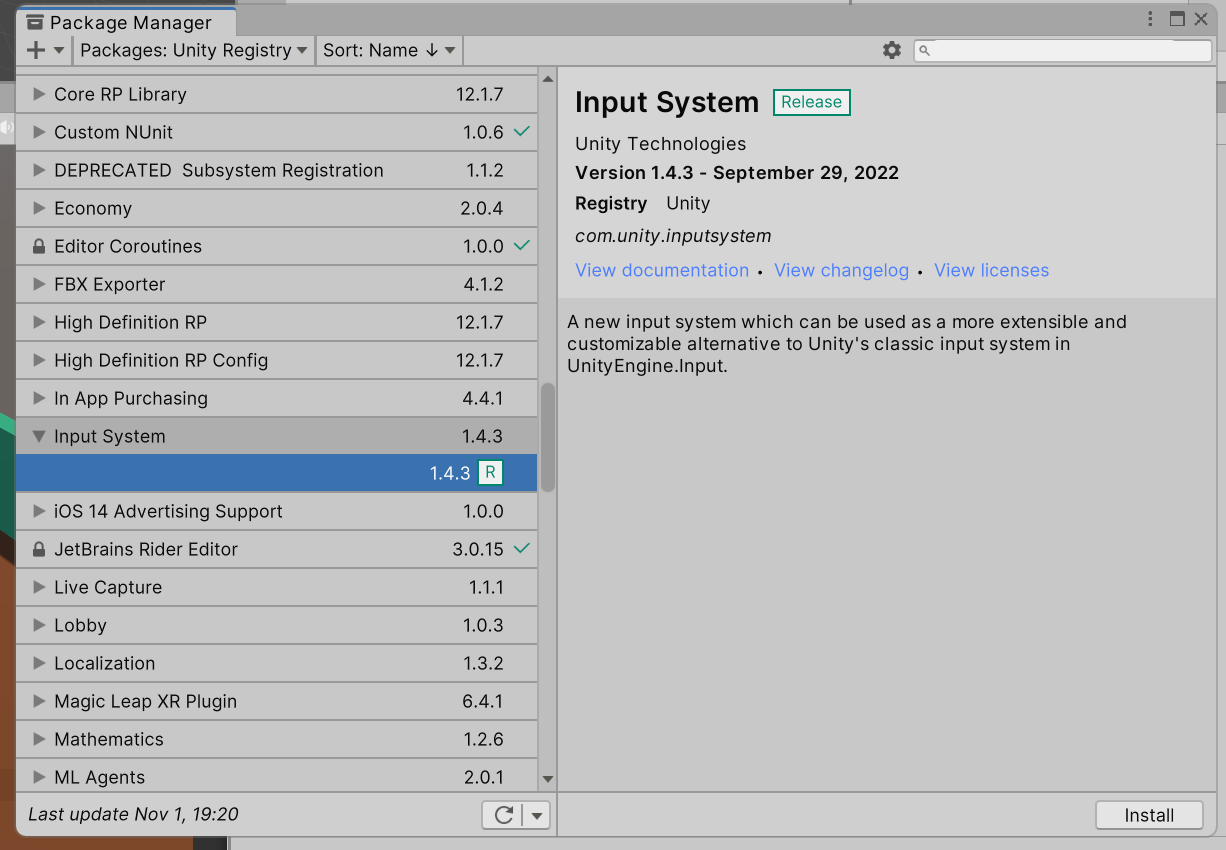 Package Manager
Packages: Unity Registry Sort: Name ↓
Core RP Library 12.1.7
Custom NUnit 1.0.6
DEPRECATED Subsystem Registration 1.1.2
Economy 2.0.4
Editor Coroutines 1.0.0
FBX Exporter 4.1.2
High Definition RP 12.1.7
High Definition RP Config 12.1.7
In App Purchasing 4.4.1
Input System 1.4.3
1.4.3 R
iOS 14 Advertising Support 1.0.0
JetBrains Rider Editor 3.0.15
Live Capture 1.1.1
Lobby 1.0.3
Localization 1.3.2
Magic Leap XR Plugin 6.4.1
Mathematics 1.2.6
ML Agents 2.0.1
Last update Nov 1, 19:20
Input System Release
Unity Technologies
Version 1.4.3 - September 29, 2022
Registry Unity
com.unity.inputsystem
View documentation • View changelog • View licenses
A new input system which can be used as a more extensible and
customizable alternative to Unity's classic input system in
UnityEngine.Input.
Install